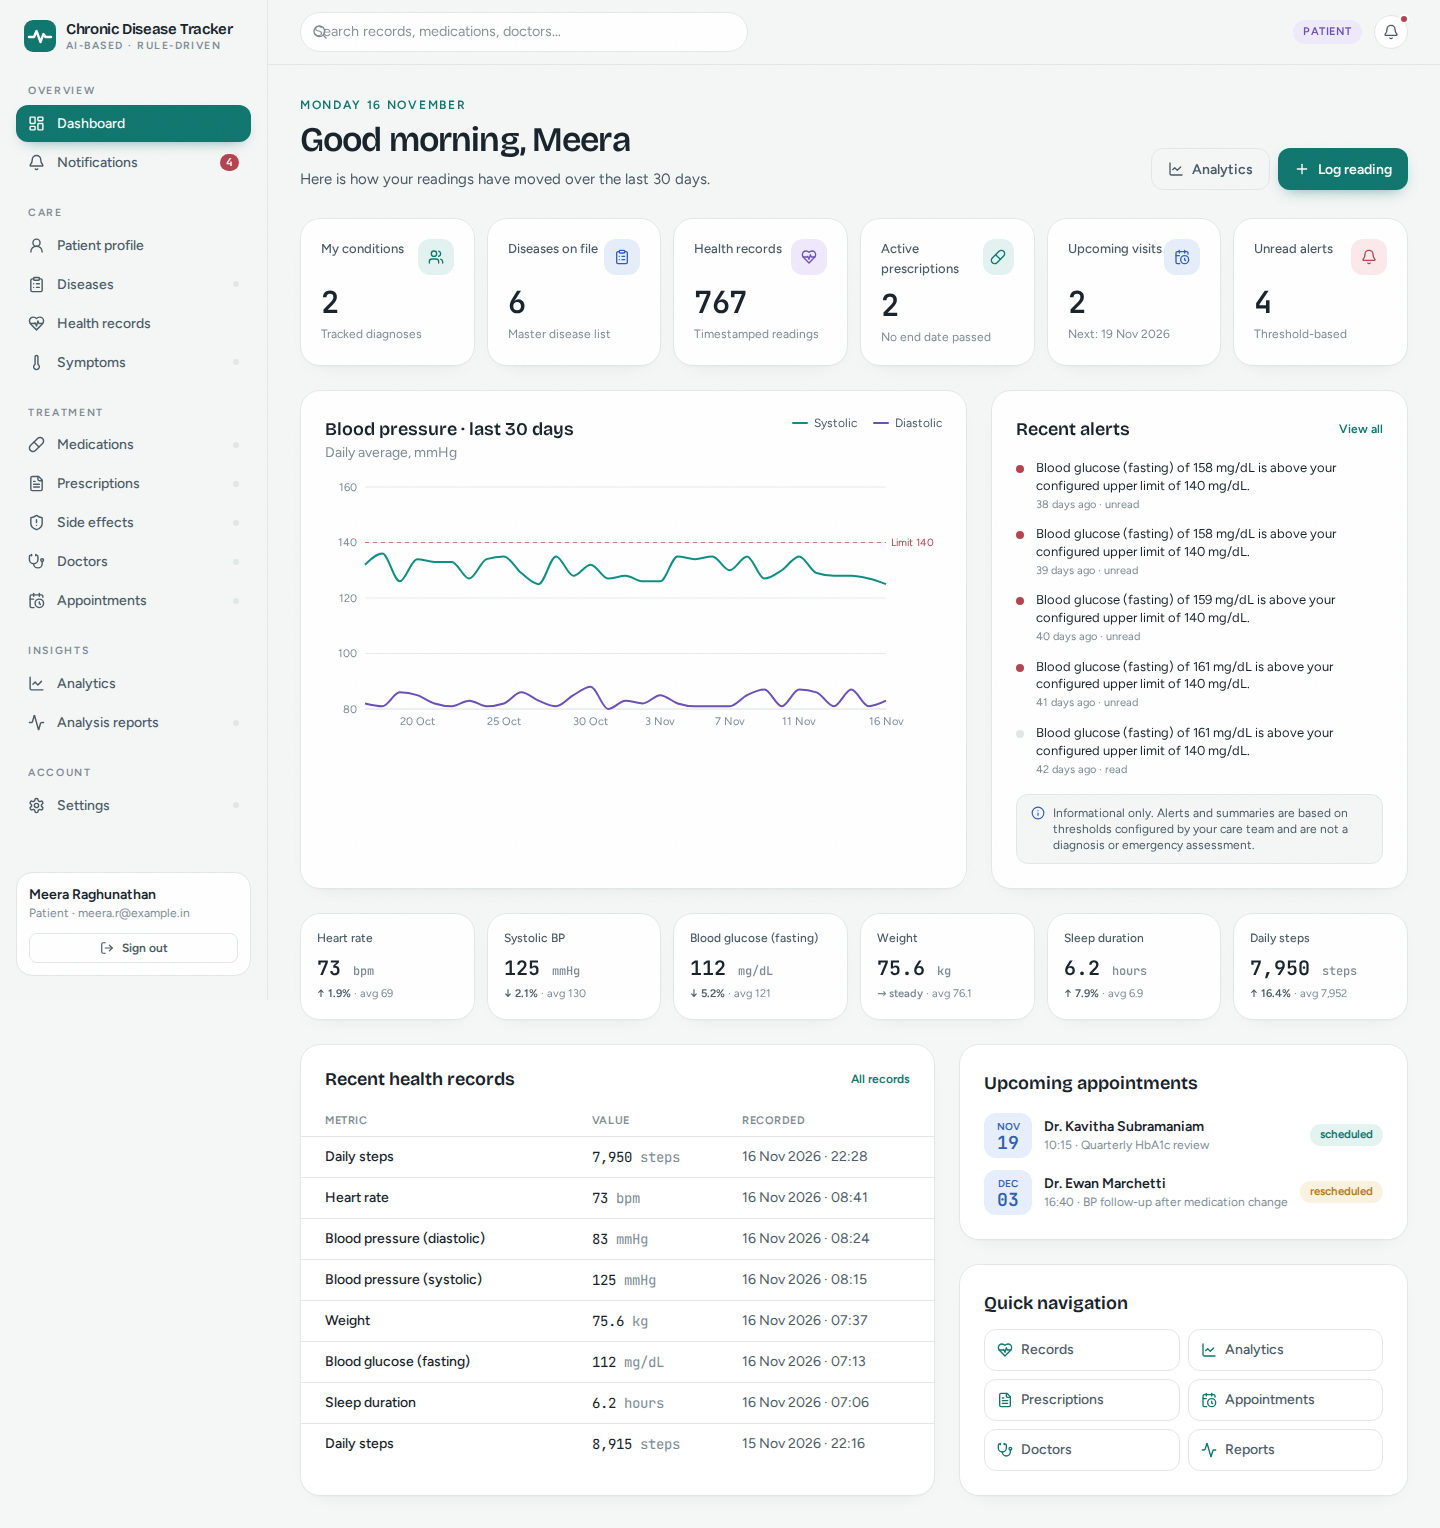 Chronic Disease Tracker
AI-BASED · RULE-DRIVEN
OVERVIEW
Dashboard
Notifications
4
CARE
Patient profile
Diseases
Health records
Symptoms
TREATMENT
Medications
Prescriptions
Side effects
Doctors
Appointments
INSIGHTS
Analytics
Analysis reports
ACCOUNT
Settings
Meera Raghunathan
Patient · meera.r@example.in
Sign out
Search records, medications, doctors...
PATIENT
MONDAY 16 NOVEMBER
Good morning, Meera
Here is how your readings have moved over the last 30 days.
Analytics
Log reading
My conditions
2
Tracked diagnoses
Diseases on file
6
Master disease list
Health records
767
Timestamped readings
Active
prescriptions
2
No end date passed
Upcoming visits
2
Next: 19 Nov 2026
Unread alerts
4
Threshold-based
Blood pressure · last 30 days
Daily average, mmHg
Systolic
Diastolic
160
140
120
100
80
Limit 140
20 Oct
25 Oct
30 Oct
3 Nov
7 Nov
11 Nov
16 Nov
Recent alerts
View all
Blood glucose (fasting) of 158 mg/dL is above your
configured upper limit of 140 mg/dL.
38 days ago · unread
Blood glucose (fasting) of 158 mg/dL is above your
configured upper limit of 140 mg/dL.
39 days ago · unread
Blood glucose (fasting) of 159 mg/dL is above your
configured upper limit of 140 mg/dL.
40 days ago · unread
Blood glucose (fasting) of 161 mg/dL is above your
configured upper limit of 140 mg/dL.
41 days ago · unread
Blood glucose (fasting) of 161 mg/dL is above your
configured upper limit of 140 mg/dL.
42 days ago · read
Informational only. Alerts and summaries are based on
thresholds configured by your care team and are not a
diagnosis or emergency assessment.
Heart rate
73 bpm
↑ 1.9% · avg 69
Systolic BP
125 mmHg
↓ 2.1% · avg 130
Blood glucose (fasting)
112 mg/dL
↓ 5.2% · avg 121
Weight
75.6 kg
→ steady · avg 76.1
Sleep duration
6.2 hours
↑ 7.9% · avg 6.9
Daily steps
7,950 steps
↑ 16.4% · avg 7,952
Recent health records
All records
METRIC VALUE RECORDED
Daily steps 7,950 steps 16 Nov 2026 · 22:28
Heart rate 73 bpm 16 Nov 2026 · 08:41
Blood pressure (diastolic) 83 mmHg 16 Nov 2026 · 08:24
Blood pressure (systolic) 125 mmHg 16 Nov 2026 · 08:15
Weight 75.6 kg 16 Nov 2026 · 07:37
Blood glucose (fasting) 112 mg/dL 16 Nov 2026 · 07:13
Sleep duration 6.2 hours 16 Nov 2026 · 07:06
Daily steps 8,915 steps 15 Nov 2026 · 22:16
Upcoming appointments
NOV
19
Dr. Kavitha Subramaniam
10:15 · Quarterly HbA1c review
scheduled
DEC
03
Dr. Ewan Marchetti
16:40 · BP follow-up after medication change
rescheduled
Quick navigation
Records
Analytics
Prescriptions
Appointments
Doctors
Reports